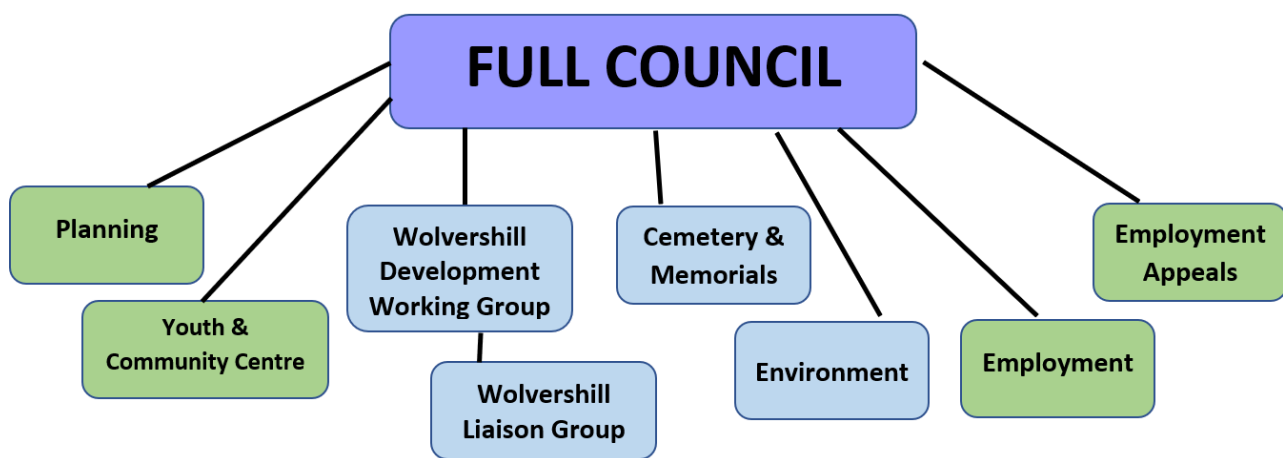 FULL COUNCIL
Planning
Youth &
Community Centre
Wolvershill
Development
Working Group
Wolvershill
Liaison Group
Cemetery &
Memorials
Environment
Employment
Employment
Appeals